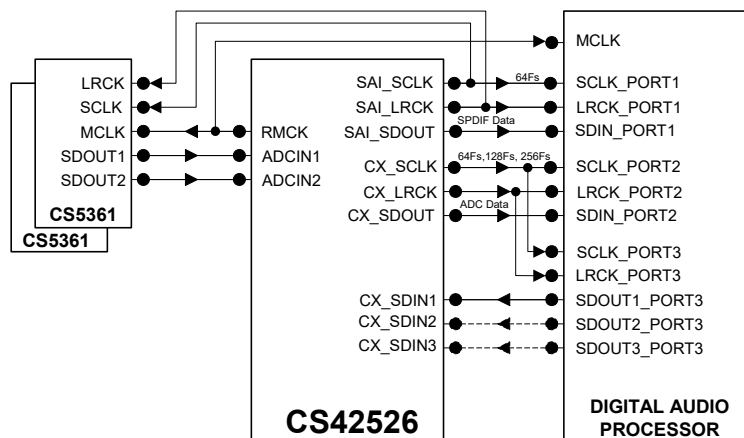 LRCK
SCLK
MCLK
SDOUT1
SDOUT2
CS5361
CS5361
RMCK
ADCIN1
ADCIN2
SAI_SCLK
SAI_LRCK
SAI_SDOUT
CX_SCLK
CX_LRCK
CX_SDOUT
CX_SDIN1
CX_SDIN2
CX_SDIN3
CS42526
64Fs
SPDIF Data
64Fs,128Fs, 256Fs
ADC Data
MCLK
SCLK_PORT1
LRCK_PORT1
SDIN_PORT1
SCLK_PORT2
LRCK_PORT2
SDIN_PORT2
SCLK_PORT3
LRCK_PORT3
SDOUT1_PORT3
SDOUT2_PORT3
SDOUT3_PORT3
DIGITAL AUDIO
PROCESSOR